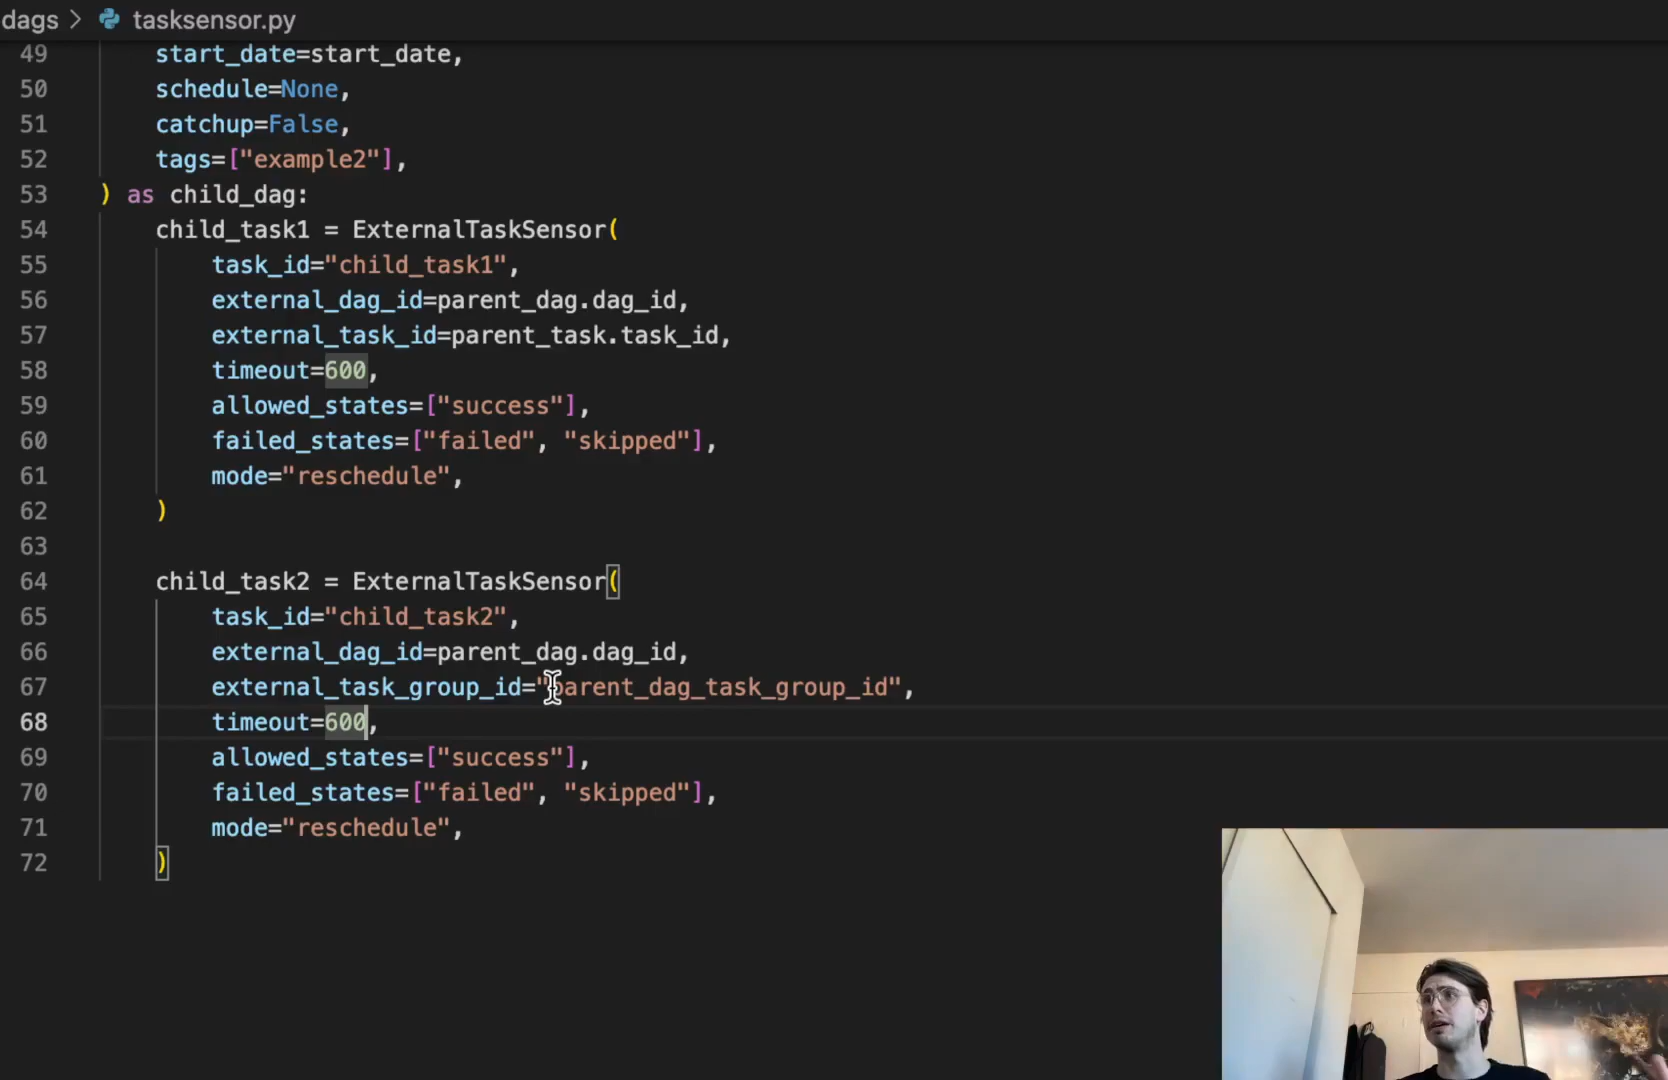 dags > tasksensor.py
49 start_date=start_date,
50 schedule=None,
51 catchup=False,
52 tags=["example2"],
53 ) as child_dag:
54 child_task1 = ExternalTaskSensor(
55 task_id="child_task1",
56 external_dag_id=parent_dag.dag_id,
57 external_task_id=parent_task.task_id,
58 timeout=600,
59 allowed_states=["success"],
60 failed_states=["failed", "skipped"],
61 mode="reschedule",
62 )
63
64 child_task2 = ExternalTaskSensor(
65 task_id="child_task2",
66 external_dag_id=parent_dag.dag_id,
67 external_task_group_id="parent_dag_task_group_id",
68 timeout=600,
69 allowed_states=["success"],
70 failed_states=["failed", "skipped"],
71 mode="reschedule",
72 )